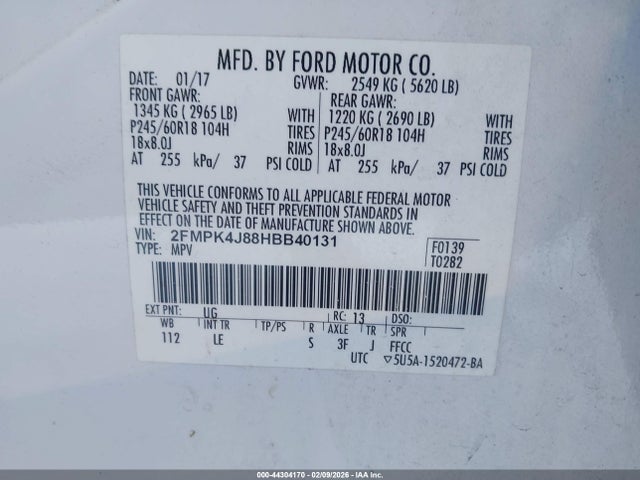 MFD. BY FORD MOTOR CO.
DATE: 01/17 GVWR: 2549 KG ( 5620 LB)
FRONT GAWR: REAR GAWR:
1345 KG ( 2965 LB) WITH 1220 KG ( 2690 LB) WITH
P245/60R18 104H TIRES P245/60R18 104H TIRES
18x8.0J RIMS 18x8.0J RIMS
AT 255 kPa/ 37 PSI COLD AT 255 kPa/ 37 PSI COLD
THIS VEHICLE CONFORMS TO ALL APPLICABLE FEDERAL MOTOR
VEHICLE SAFETY AND THEFT PREVENTION STANDARDS IN
EFFECT ON THE DATE OF MANUFACTURE SHOWN ABOVE.
VIN: 2FMPK4J88HBB40131 F0139
TYPE: MPV T0282
EXT PNT: UG RC: 13 DSO:
WB INT TR TP/PS R AXLE TR SPR
112 LE S 3F J FFCC
UTC ▽5U5A-1520472-BA
000-44304170 - 02/09/2026 - IAA Inc.